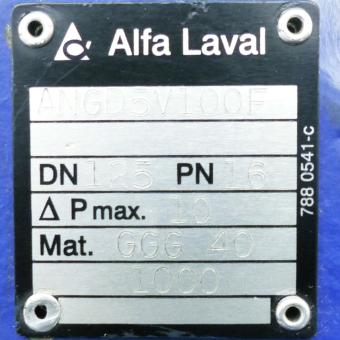 Alfa Laval
ANGD5V100F
DN 125 PN 16
Δ P max. 10
Mat. GGG 40
1000
788 0541-c